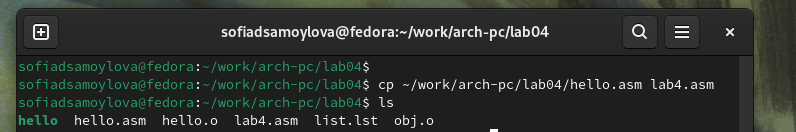 sofiadsamoylova@fedora:~/work/arch-pc/lab04
sofiadsamoylova@fedora:~/work/arch-pc/lab04$
sofiadsamoylova@fedora:~/work/arch-pc/lab04$ cp ~/work/arch-pc/lab04/hello.asm lab4.asm
sofiadsamoylova@fedora:~/work/arch-pc/lab04$ ls
hello  hello.asm  hello.o  lab4.asm  list.lst  obj.o